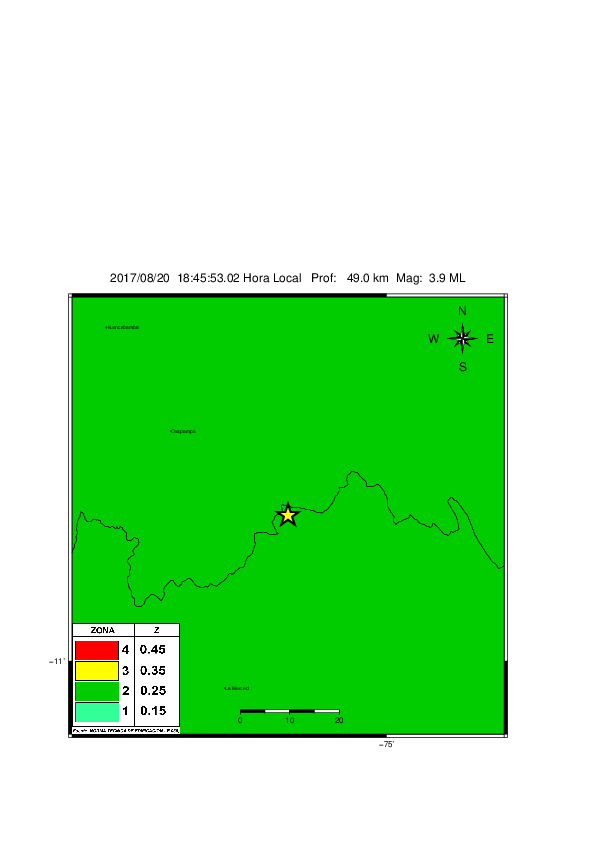 2017/08/20 18:45:53.02 Hora Local Prof: 49.0 km Mag: 3.9 ML
N
W E
S
Huancabamba
Oxapampa
ZONA Z
4 0.45
3 0.35
2 0.25
1 0.15
-11˚
La Merced
0 10 20
-75˚